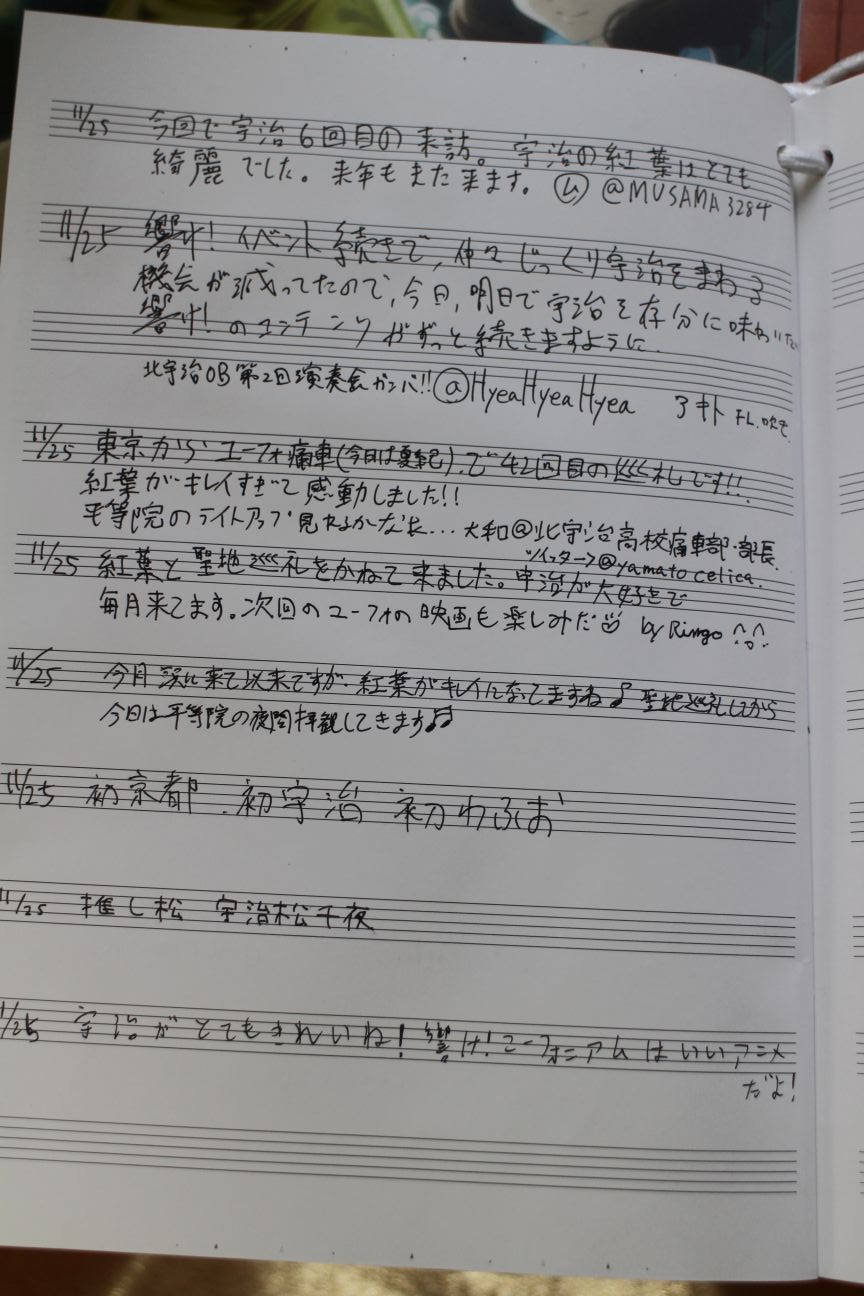 11/25 今回で宇治6回目の来訪。宇治の紅葉はとても
綺麗でした。来年もまた来ます。 @MUSAMA3284
11/25 響け!イベント続きで、中々じっくり宇治をまわる
機会が減ってたので、今日,明日で宇治を存分に味わいたい
響け!のコンテンツがずっと続きますように.
北宇治OB第2回演奏会ガンバ!!@HyeaHyeaHyea FL.吹き
11/25 東京からユーフォ痛車(今日は夏紀).で42回目の巡礼です!!.
紅葉がキレイすぎて感動しました!!
平等院のライトアップ見れるかなぁ... 大和@北宇治高校痛車部・部長.
ツイッター→@yamatocelica.
11/25 紅葉と聖地巡礼をかねて来ました。宇治が大好きで
毎月来てます。次回のユーフォの映画も楽しみだ by Ringo
11/25 今月 来て以来ですが・紅葉がキレイになってますね♪ 聖地巡礼してから
今日は平等院の夜間拝観してきます♬
11/25 初京都.初宇治 初わふお
11/25 推し松 宇治松千夜
11/25 宇治がとてもきれいね!響け!ユーフォニアムはいいアニメ
だよ!